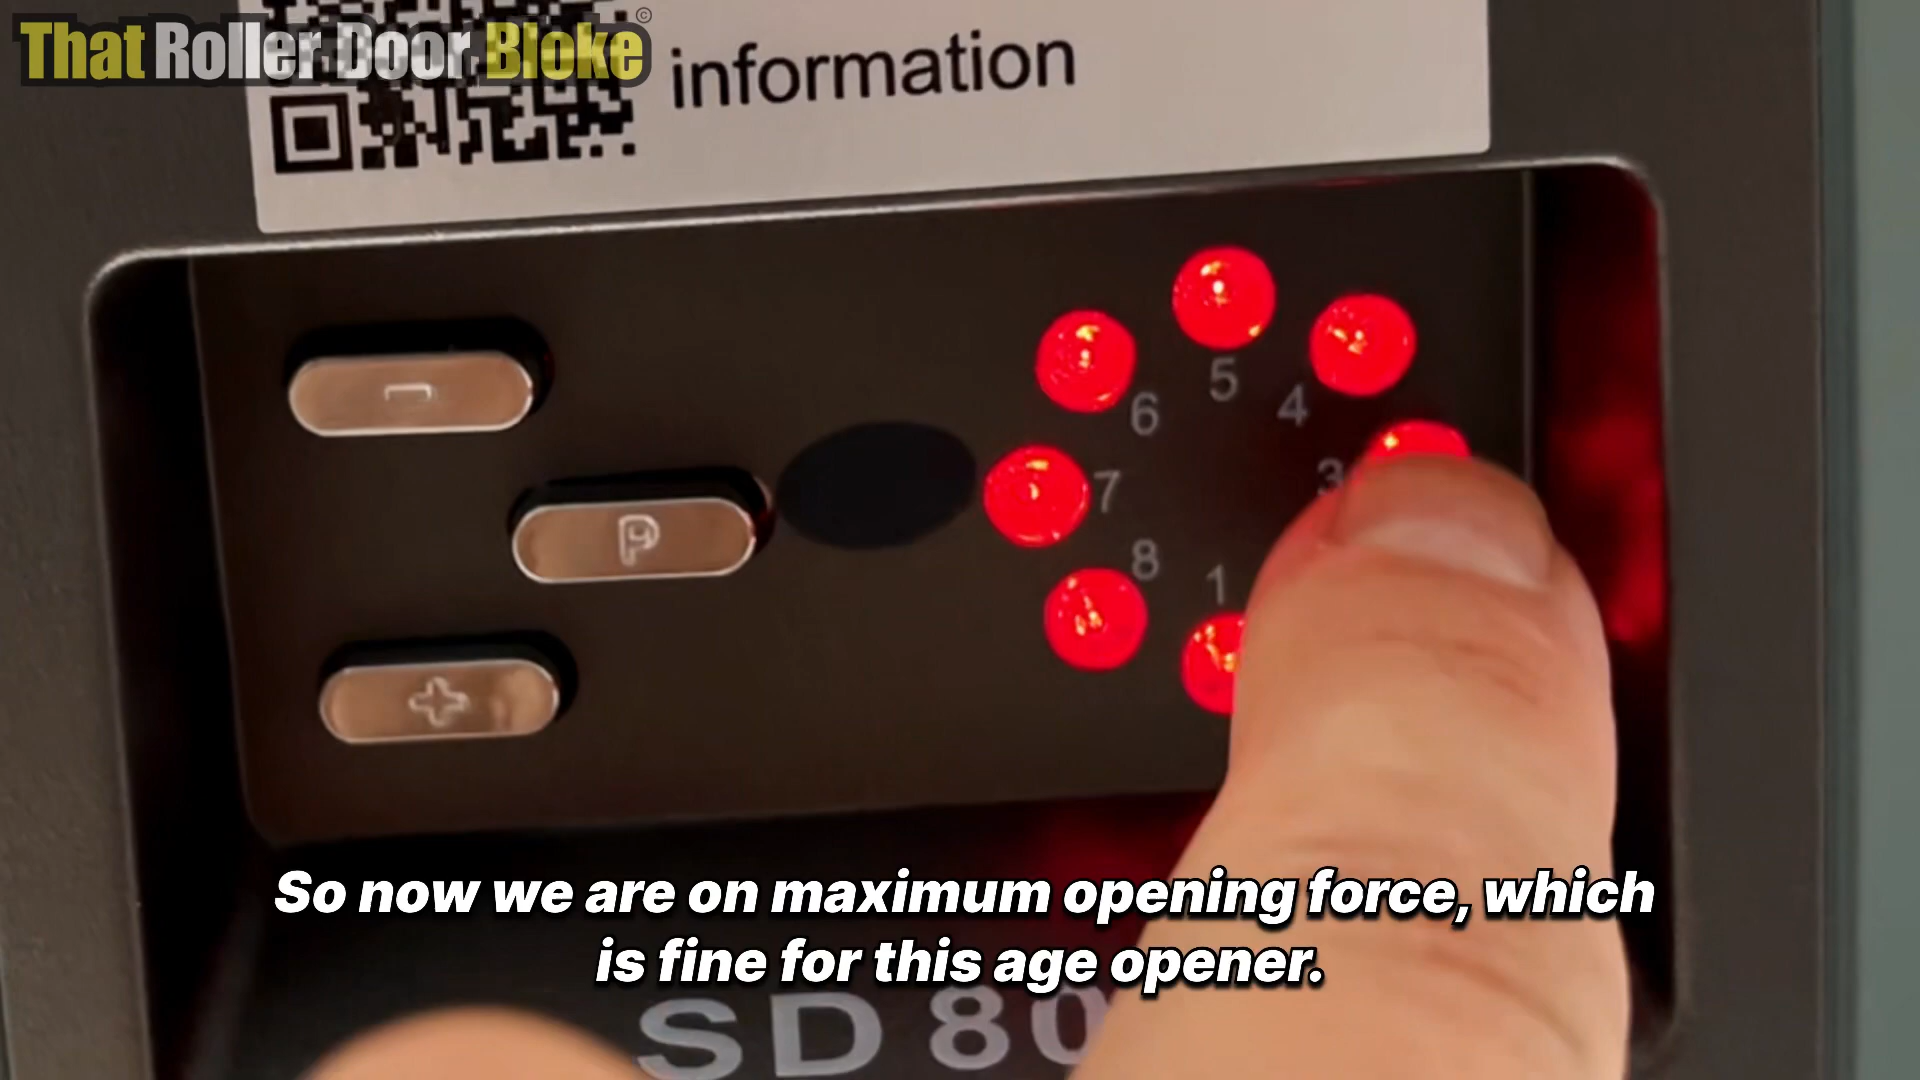 That Roller Door Bloke ©
information
−
P
+
5
6
4
7
3
8
1
So now we are on maximum opening force, which
is fine for this age opener.
SD 80